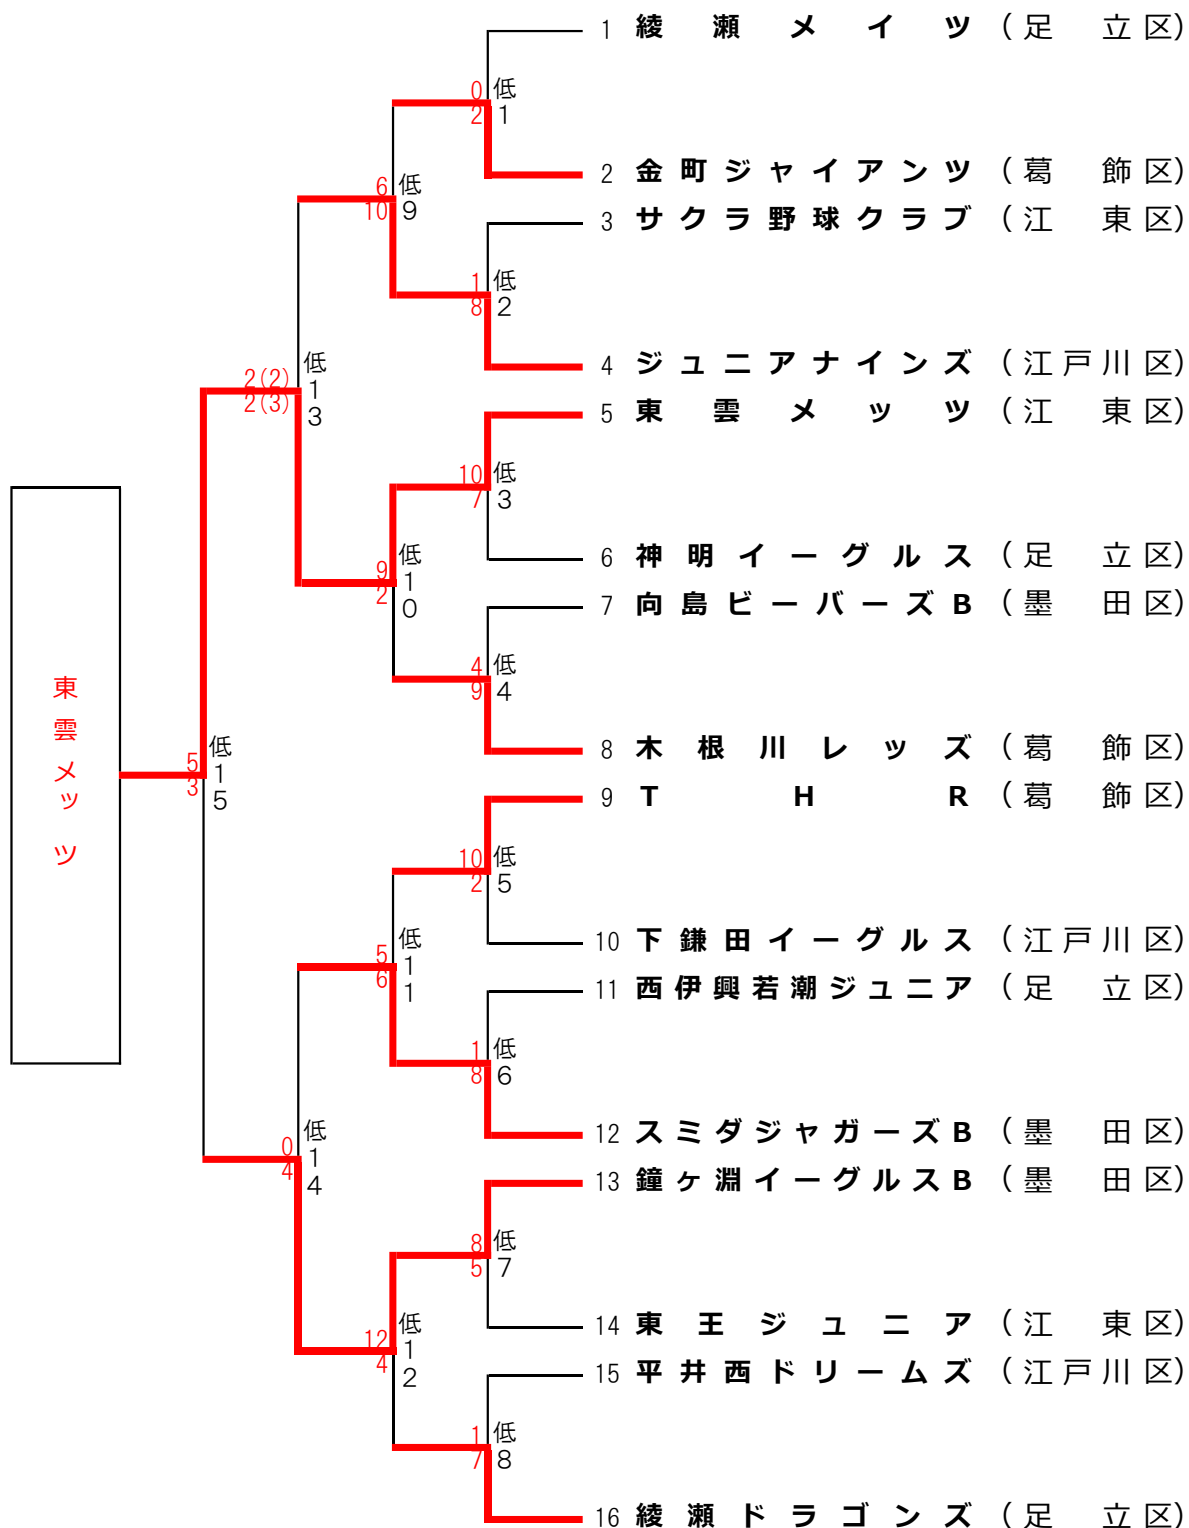 1 綾瀬メイツ (足立区)
0 低
2 1
2 金町ジャイアンツ (葛飾区)
6 低
10 9
3 サクラ野球クラブ (江東区)
1 低
8 2
4 ジュニアナインズ (江戸川区)
2(2) 低
2(3) 13
5 東雲メッツ (江東区)
10 低
7 3
6 神明イーグルス (足立区)
9 低
2 10
7 向島ビーバーズB (墨田区)
4 低
9 4
8 木根川レッズ (葛飾区)
東雲メッツ
5 低
3 15
9 THR (葛飾区)
10 低
2 5
10 下鎌田イーグルス (江戸川区)
5 低
6 11
11 西伊興若潮ジュニア (足立区)
1 低
8 6
12 スミダジャガーズB (墨田区)
0 低
4 14
13 鐘ヶ淵イーグルスB (墨田区)
8 低
5 7
14 東王ジュニア (江東区)
12 低
4 12
15 平井西ドリームズ (江戸川区)
1 低
7 8
16 綾瀬ドラゴンズ (足立区)